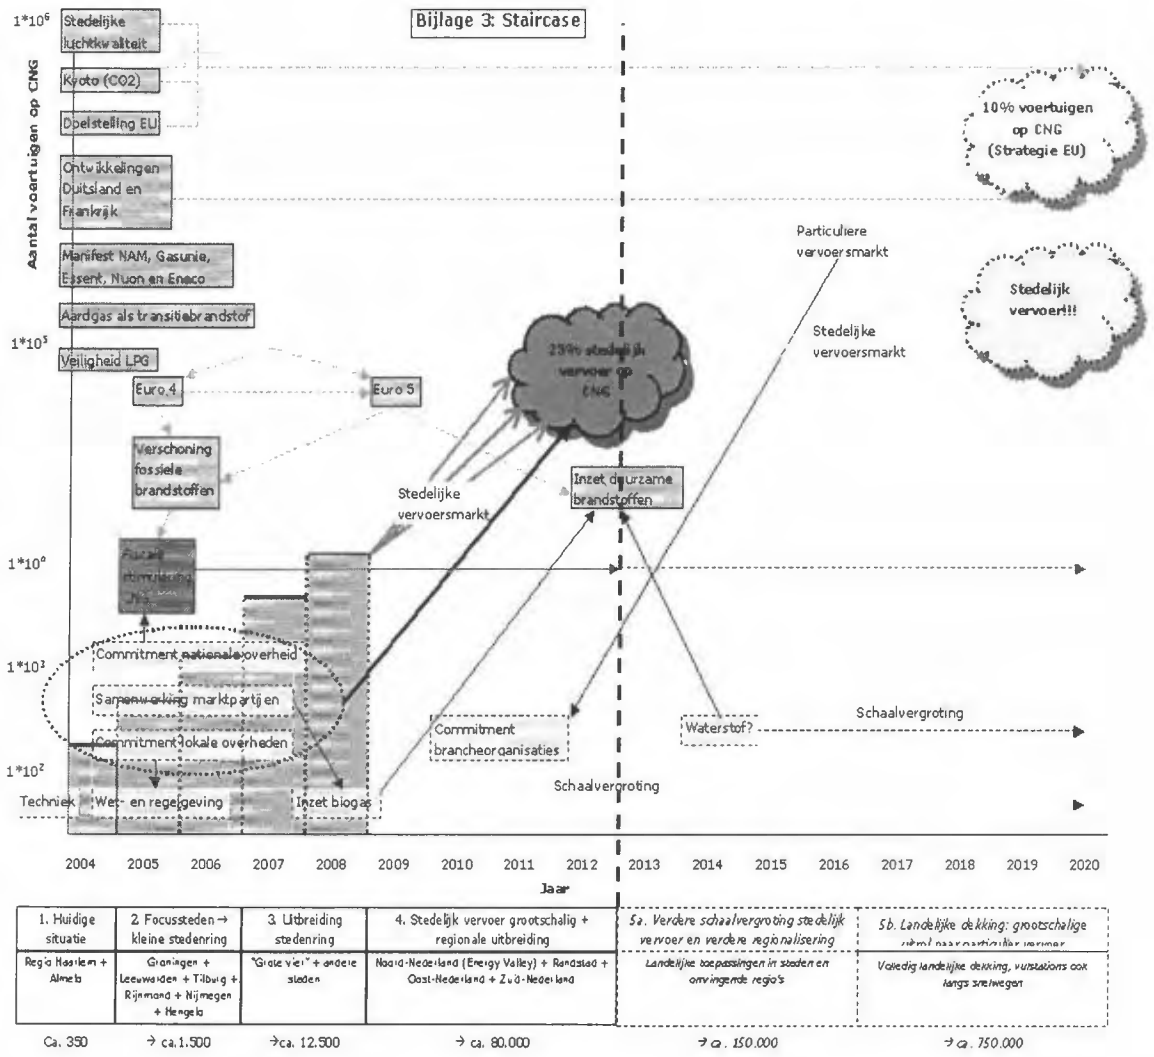 Bijlage 3: Staircase
Aantal voertuigen op CNG
1*10⁶
Stedelijke
luchtkwaliteit
Kyoto (CO2)
Doelstelling EU
Ontwikkelingen
Duitsland en
Frankrijk
Manifest NAM, Gasunie,
Essent, Nuon en Eneco
Aardgas als transitiebrandstof
1*10⁵
Veiligheid LPG
Euro 4
Euro 5
Verschoning
fossiele
brandstoffen
Fiscale
stimulering
25% stedelijk
vervoer op
CNG
10% voertuigen
op CNG
(Strategie EU)
Stedelijk
vervoer!!!
Particuliere
vervoersmarkt
Stedelijke
vervoersmarkt
Stedelijke
vervoersmarkt
Inzet duurzame
brandstoffen
Commitment nationale overheid
1*10³
Samenwerking marktpartijen
Commitment lokale overheden
1*10²
Techniek
Wet- en regelgeving
Inzet biogas
Commitment
brancheorganisaties
Waterstof?
Schaalvergroting
Schaalvergroting
2004 2005 2006 2007 2008 2009 2010 2011 2012 2013 2014 2015 2016 2017 2018 2019 2020
Jaar
1. Huidige
situatie
2. Focussteden →
kleine stedenring
3. Uitbreiding
stedenring
4. Stedelijk vervoer grootschalig +
regionale uitbreiding
5a. Verdere schaalvergroting stedelijk
vervoer en verdere regionalisering
5b. Landelijke dekking: grootschalige
Regio Haarlem +
Almelo
Groningen +
Leeuwarden + Tilburg +
Rijnmond + Nijmegen
+ Hengelo
"Grote vier" + andere
steden
Noord-Nederland (Energy Valley) + Randstad +
Oost-Nederland + Zuid-Nederland
Landelijke toepassingen in steden en
omringende regio's
Volledig landelijke dekking, vulstations ook
langs snelwegen
Ca. 350
→ ca.1.500
→ca. 12.500
→ ca. 80.000
→ ca. 150.000
→ ca. 750.000